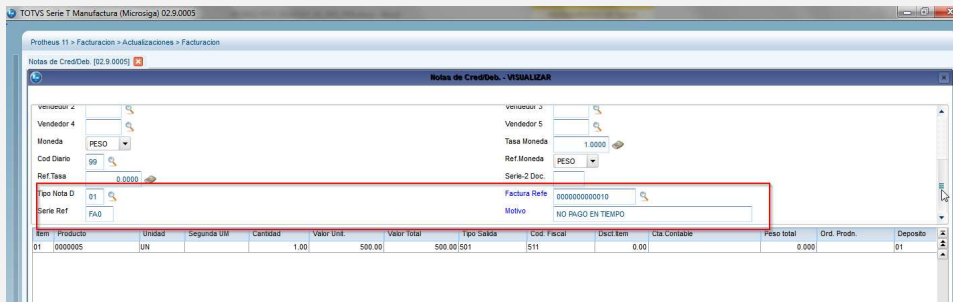 TOTVS Serie T Manufactura (Microsiga) 02.9.0005
Protheus 11 > Facturacion > Actualizaciones > Facturacion
Notas de Cred/Deb. [02.9.0005]
Notas de Cred/Deb. - VISUALIZAR
Vendedor 2 Vendedor 3
Vendedor 4 Vendedor 5
Moneda PESO Tasa Moneda 1.0000
Cod Diario 99 Ref.Moneda PESO
Ref.Tasa 0.0000 Serie-2 Doc.
Tipo Nota D 01 Factura Refe 0000000000010
Serie Ref FA0 Motivo NO PAGO EN TIEMPO
Item Producto Unidad Segunda UM Cantidad Valor Unit. Valor Total Tipo Salida Cod. Fiscal Dsct.Item Cta.Contable Peso total Ord. Prodn. Deposito
01 0000005 UN 1.00 500.00 500.00 501 511 0.00 0.000 01